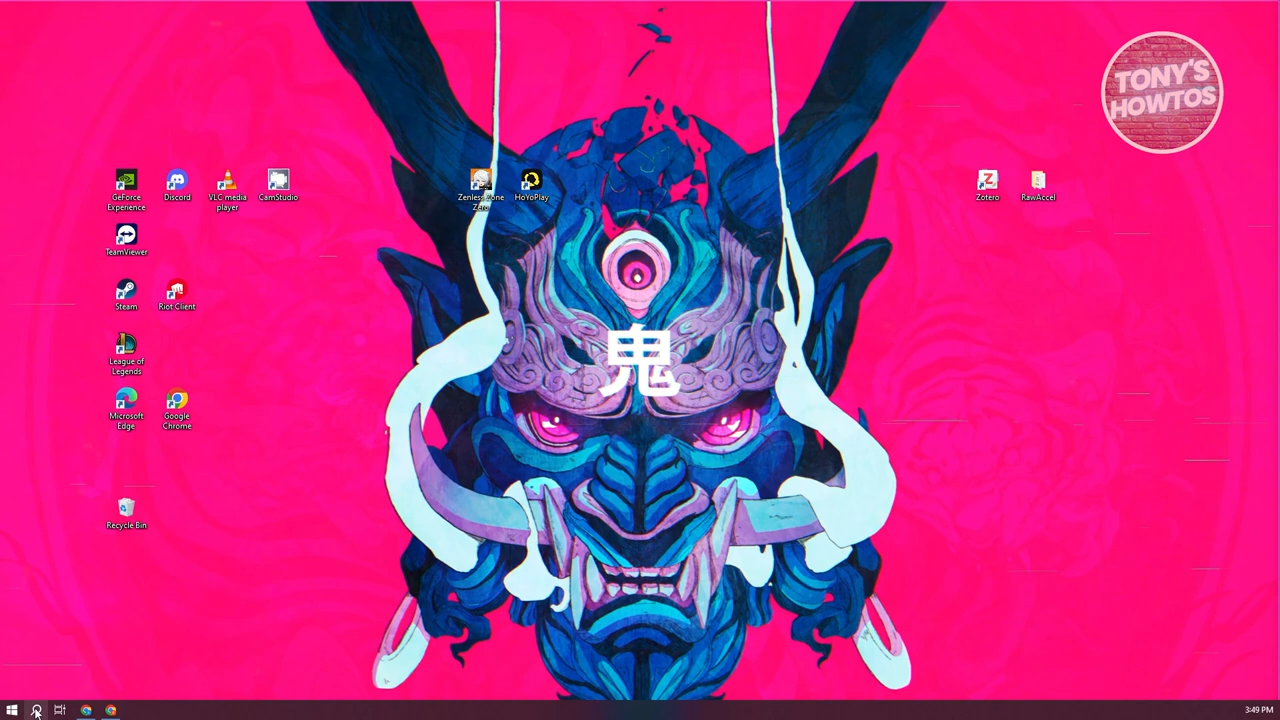 TONY'S
HOWTOS
GeForce
Experience
Discord
VLC media
player
CamStudio
Zenless Zone
Zero
HoYoPlay
Zotero
RawAccel
TeamViewer
Steam
Riot Client
鬼
League of
Legends
Microsoft
Edge
Google
Chrome
Recycle Bin
3:49 PM